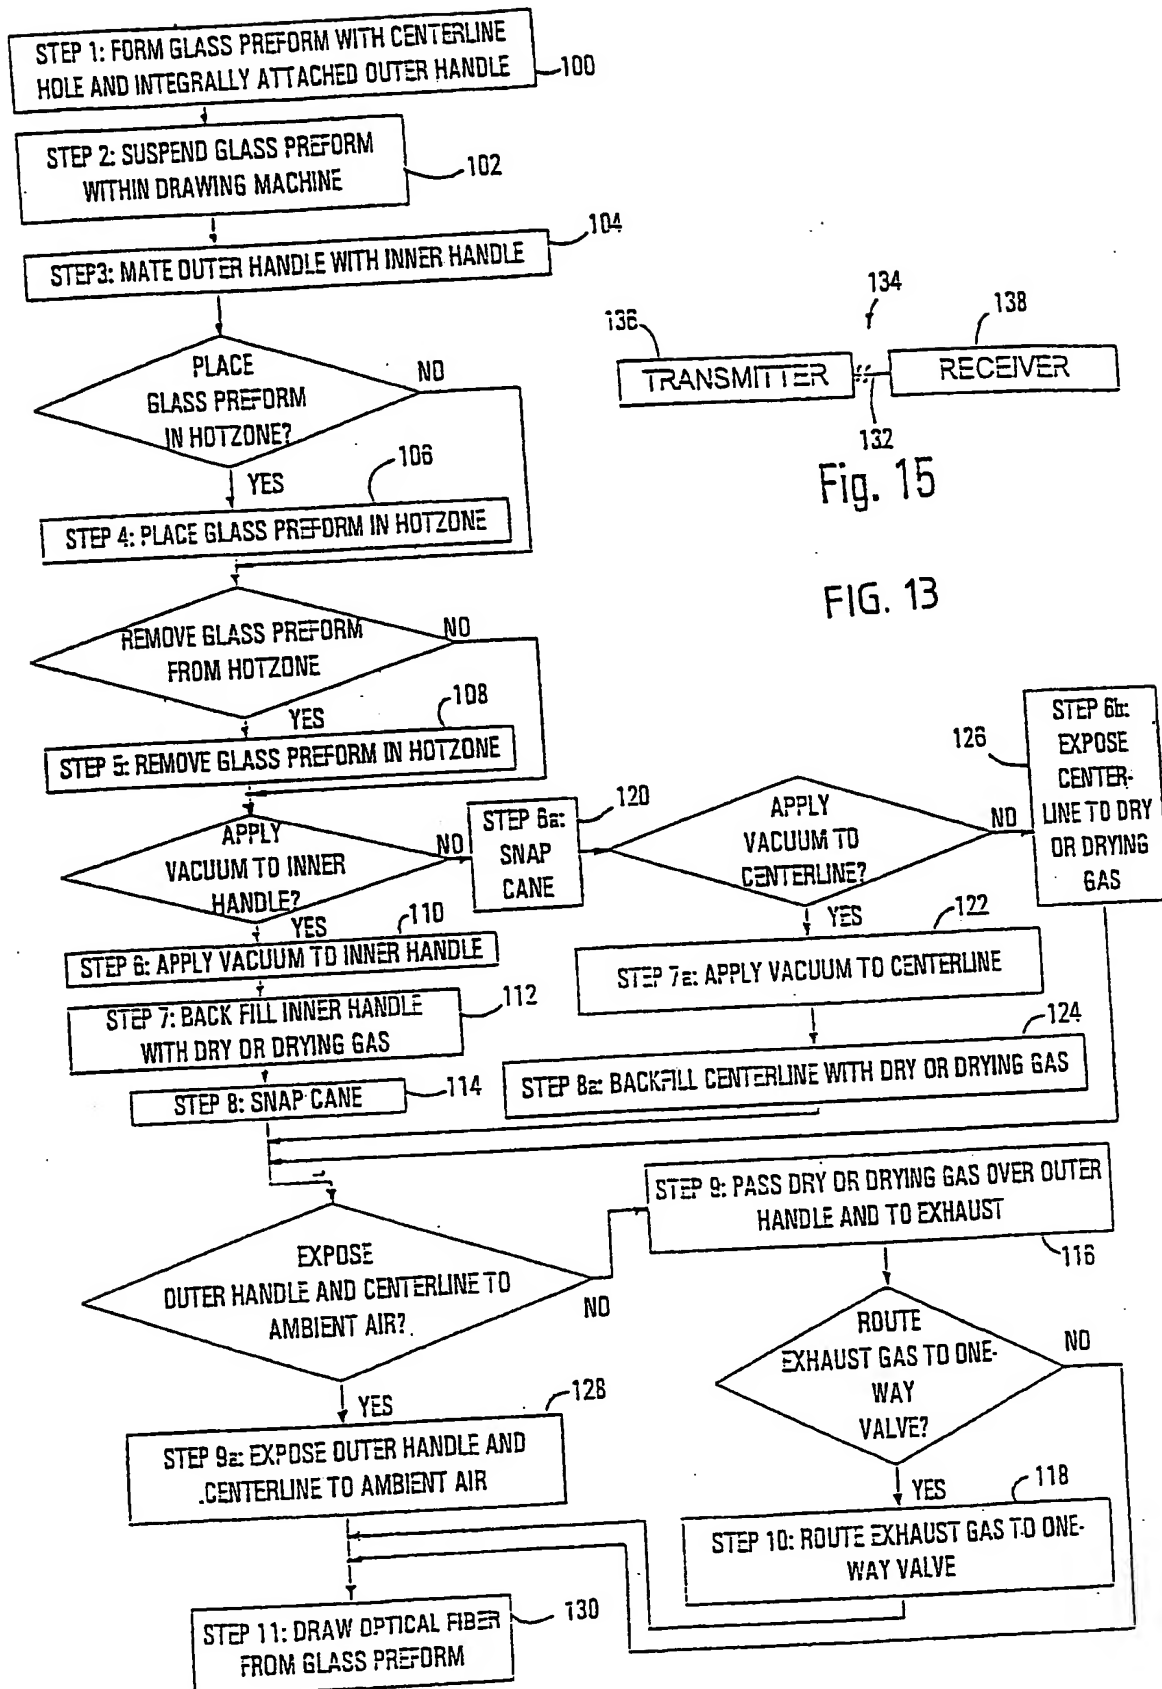 STEP 1: FORM GLASS PREFORM WITH CENTERLINE
HOLE AND INTEGRALLY ATTACHED OUTER HANDLE
100
STEP 2: SUSPEND GLASS PREFORM
WITHIN DRAWING MACHINE
102
104
STEP3: MATE OUTER HANDLE WITH INNER HANDLE
PLACE
GLASS PREFORM
IN HOTZONE?
NO
YES
106
STEP 4: PLACE GLASS PREFORM IN HOTZONE
136
134
138
TRANSMITTER
RECEIVER
132
Fig. 15
FIG. 13
REMOVE GLASS PREFORM
FROM HOTZONE
NO
YES
108
STEP 5: REMOVE GLASS PREFORM IN HOTZONE
APPLY
VACUUM TO INNER
HANDLE?
NO
YES
STEP 6a:
SNAP
CANE
120
APPLY
VACUUM TO
CENTERLINE?
NO
YES
126
STEP 6b:
EXPOSE
CENTER-
LINE TO DRY
OR DRYING
GAS
110
STEP 6: APPLY VACUUM TO INNER HANDLE
122
STEP 7a: APPLY VACUUM TO CENTERLINE
STEP 7: BACK FILL INNER HANDLE
WITH DRY OR DRYING GAS
112
124
STEP 8a: BACKFILL CENTERLINE WITH DRY OR DRYING GAS
STEP 8: SNAP CANE
114
STEP 9: PASS DRY OR DRYING GAS OVER OUTER
HANDLE AND TO EXHAUST
116
EXPOSE
OUTER HANDLE AND CENTERLINE TO
AMBIENT AIR?
NO
YES
ROUTE
EXHAUST GAS TO ONE-
WAY
VALVE?
NO
YES
128
STEP 9a: EXPOSE OUTER HANDLE AND
CENTERLINE TO AMBIENT AIR
118
STEP 10: ROUTE EXHAUST GAS TO ONE-
WAY VALVE
STEP 11: DRAW OPTICAL FIBER
FROM GLASS PREFORM
130